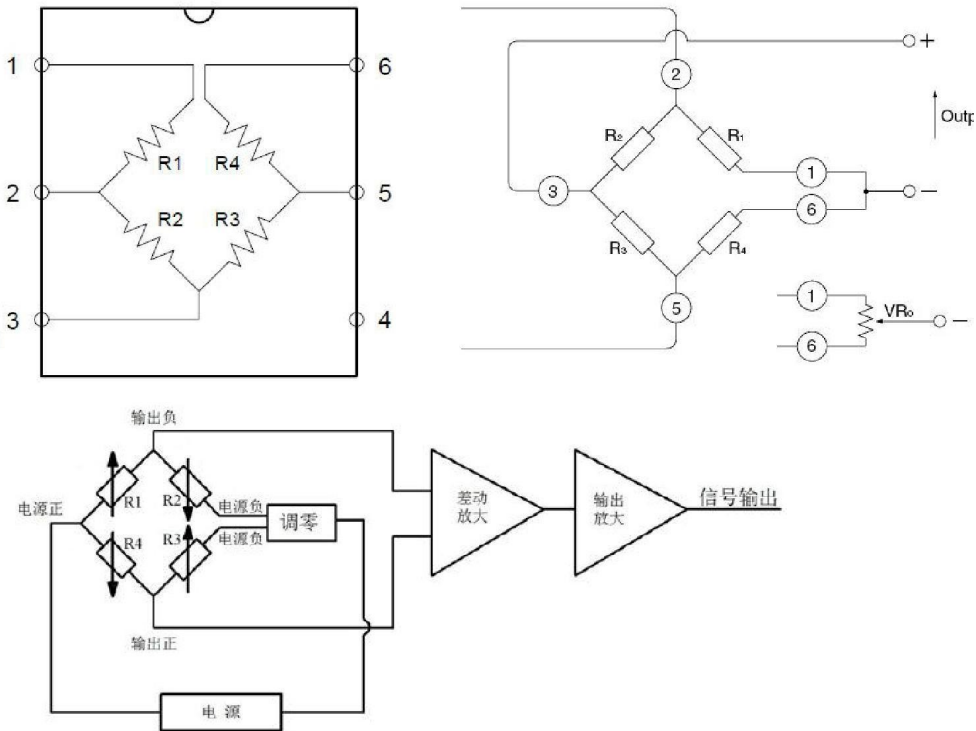 1
6
R1
R4
2
5
R2
R3
3
4
+
2
R2
R1
Outp
3
1
−
6
R3
R4
5
1
VR0
−
6
输出负
R1
R2
电源正
电源负
调零
电源负
R4
R3
输出正
电 源
差动
放大
输出
放大
信号输出